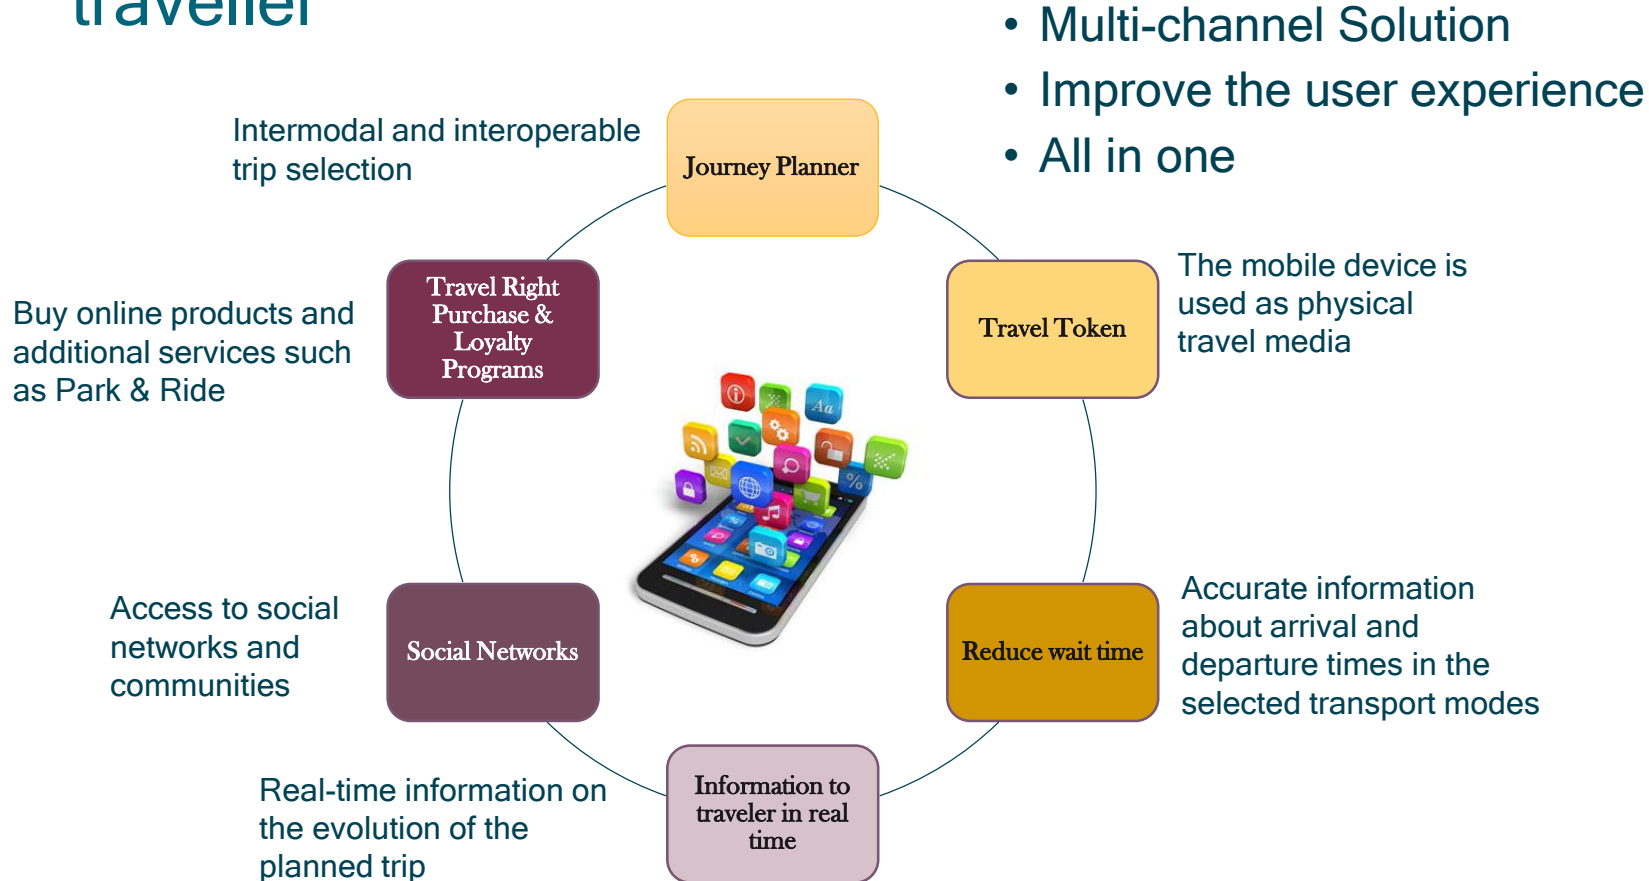 traveller
• Multi-channel Solution
• Improve the user experience
• All in one
Intermodal and interoperable
trip selection
Journey Planner
The mobile device is
used as physical
travel media
Travel Token
Travel Right
Purchase &
Loyalty
Programs
Buy online products and
additional services such
as Park & Ride
Aa
%
Access to social
networks and
communities
Social Networks
Reduce wait time
Accurate information
about arrival and
departure times in the
selected transport modes
Information to
traveler in real
time
Real-time information on
the evolution of the
planned trip